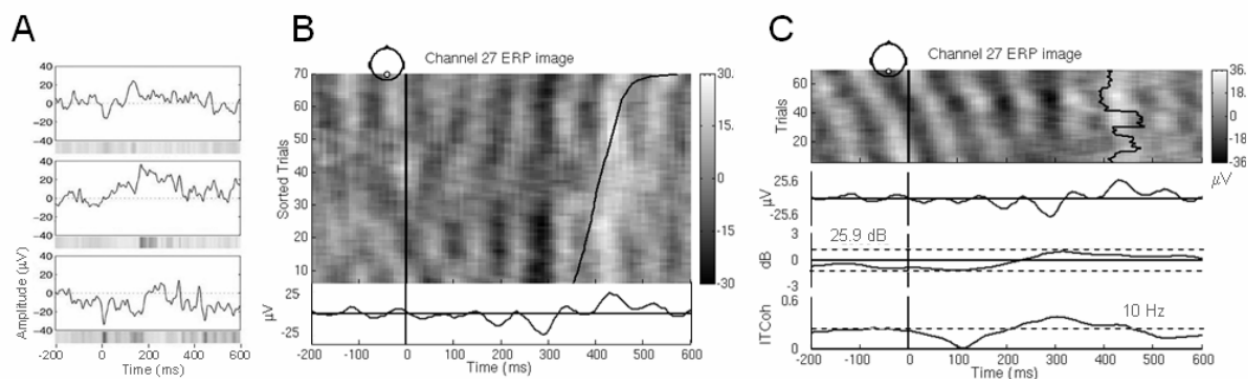 A
40
20
0
-20
-40
40
20
0
-20
-40
40
20
0
-20
-40
Amplitude (µV)
-200 0 200 400 600
Time (ms)
B
Channel 27 ERP image
70
60
50
40
30
20
10
Sorted Trials
30.
15.
0
-15.
-30
25
-25
µV
-200 -100 0 100 200 300 400 500 600
Time (ms)
C
Channel 27 ERP image
60
40
20
Trials
36.
18.
0
-18.
-36
µV
25.6
-25.6
µV
25.9 dB
3
0
-3
dB
10 Hz
0.6
0
ITCoh
-200 -100 0 100 200 300 400 500 600
Time (ms)